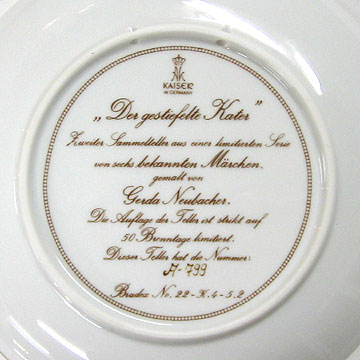 KAISER
W. GERMANY
„Der gestiefelte Kater"
Zweiter Sammelteller aus einer limitierten Serie
von sechs bekannten Märchen.
gemalt von
Gerda Neubacher.
Die Auflage der Teller ist strikt auf
50 Brenntage limitiert.
Dieser Teller hat die Nummer:
A-799
Bradex No. 22-K.4-5.2